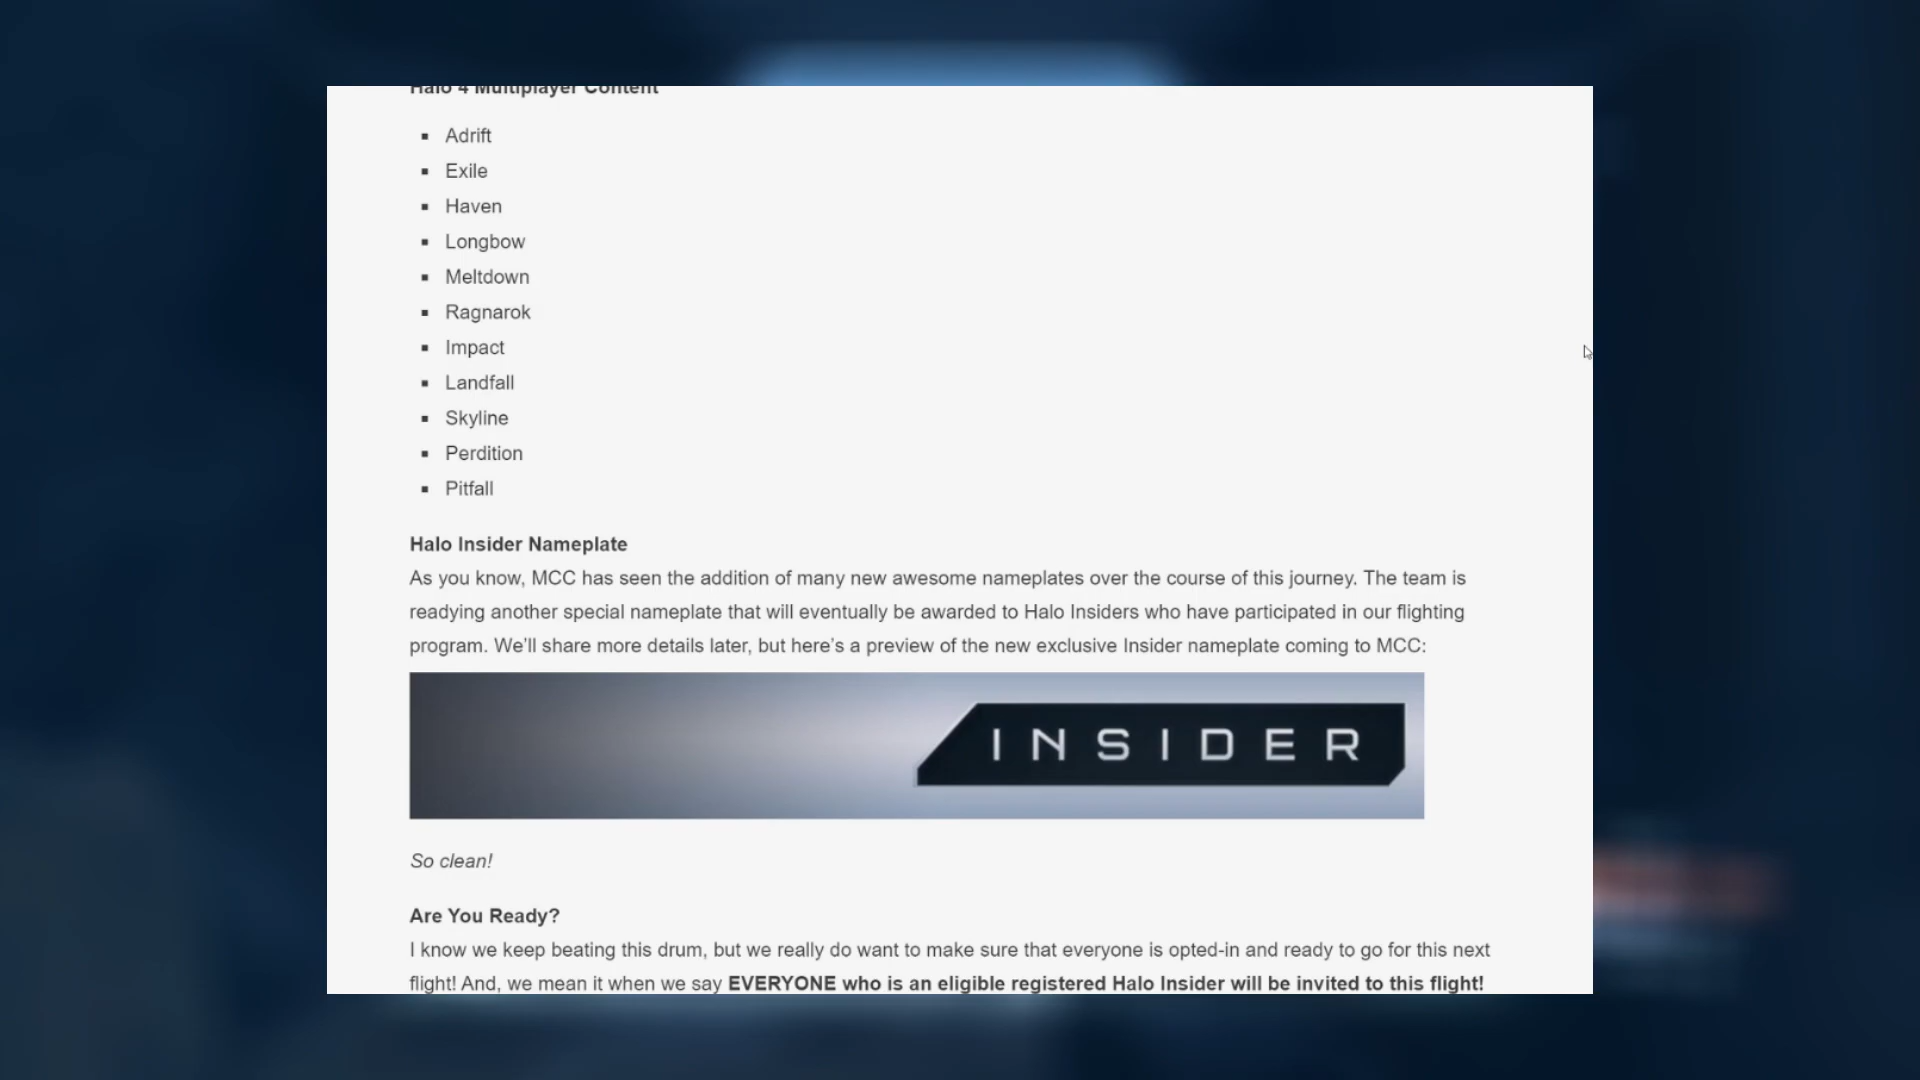 Halo 4 Multiplayer Content
Adrift
Exile
Haven
Longbow
Meltdown
Ragnarok
Impact
Landfall
Skyline
Perdition
Pitfall
Halo Insider Nameplate
As you know, MCC has seen the addition of many new awesome nameplates over the course of this journey. The team is
readying another special nameplate that will eventually be awarded to Halo Insiders who have participated in our flighting
program. We’ll share more details later, but here’s a preview of the new exclusive Insider nameplate coming to MCC:
INSIDER
So clean!
Are You Ready?
I know we keep beating this drum, but we really do want to make sure that everyone is opted-in and ready to go for this next
flight! And, we mean it when we say EVERYONE who is an eligible registered Halo Insider will be invited to this flight!